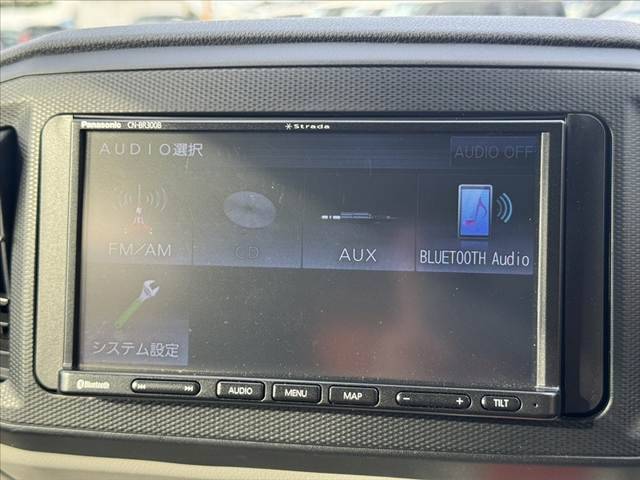 Panasonic CN-BR300B
Strada
AUDIO選択
AUDIO OFF
FM/AM
CD
AUX
BLUETOOTH Audio
システム設定
Bluetooth
AUDIO
MENU
MAP
− +
TILT